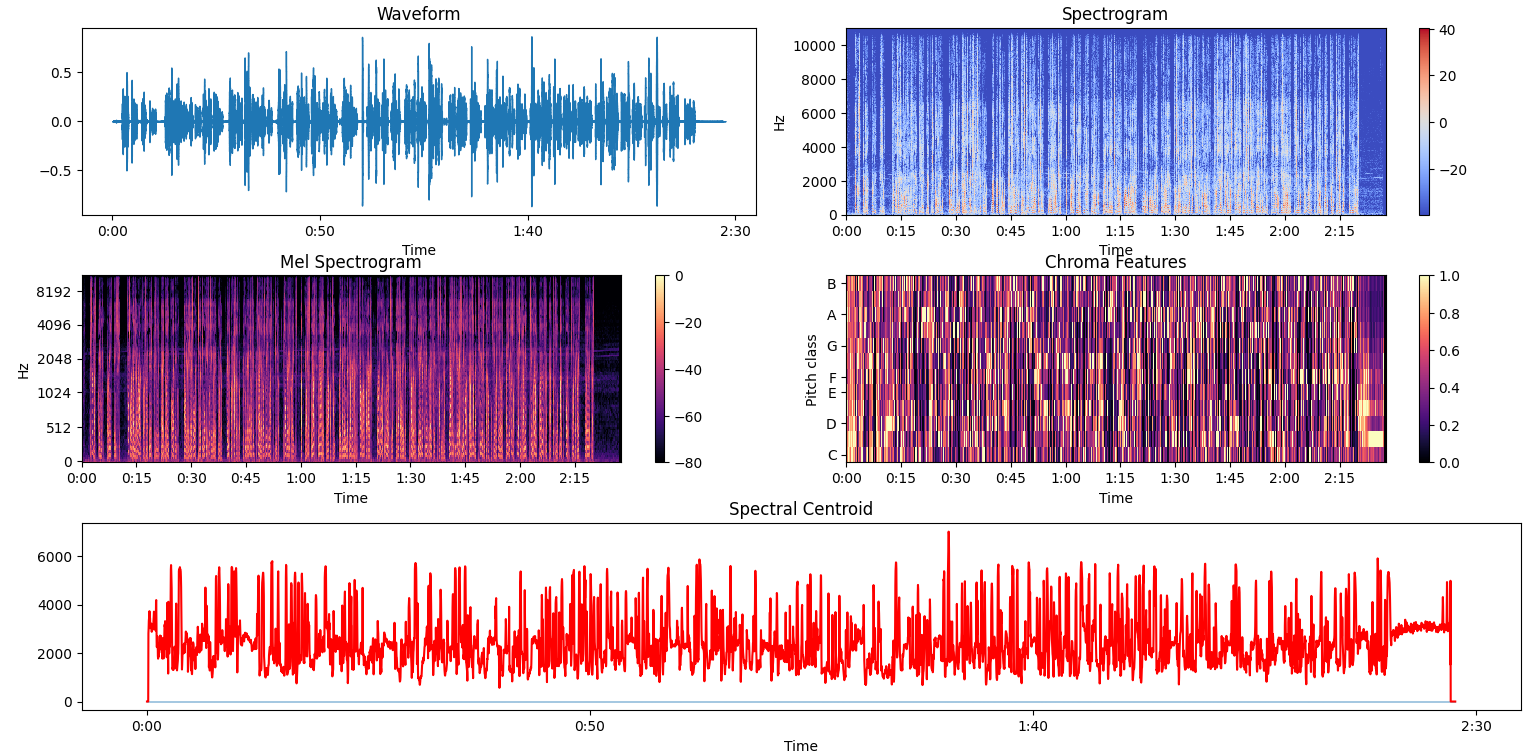 Waveform
0.5
0.0
−0.5
0:00 0:50 1:40 2:30
Time
Spectrogram
10000
8000
6000
4000
2000
0
Hz
0:00 0:15 0:30 0:45 1:00 1:15 1:30 1:45 2:00 2:15
Time
40
20
0
−20
Mel Spectrogram
8192
4096
2048
1024
512
0
Hz
0:00 0:15 0:30 0:45 1:00 1:15 1:30 1:45 2:00 2:15
Time
0
−20
−40
−60
−80
Chroma Features
B
A
G
F
E
D
C
Pitch class
0:00 0:15 0:30 0:45 1:00 1:15 1:30 1:45 2:00 2:15
Time
1.0
0.8
0.6
0.4
0.2
0.0
Spectral Centroid
6000
4000
2000
0
0:00 0:50 1:40 2:30
Time